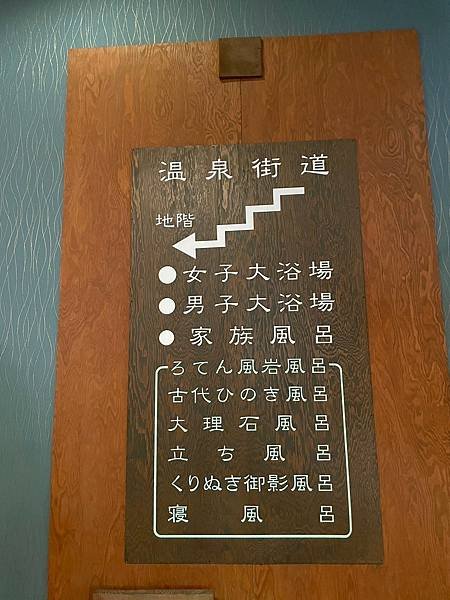 温泉街道
地階
●女子大浴場
●男子大浴場
●家族風呂
ろてん風岩風呂
古代ひのき風呂
大理石風呂
立ち風呂
くりぬき御影風呂
寝風呂